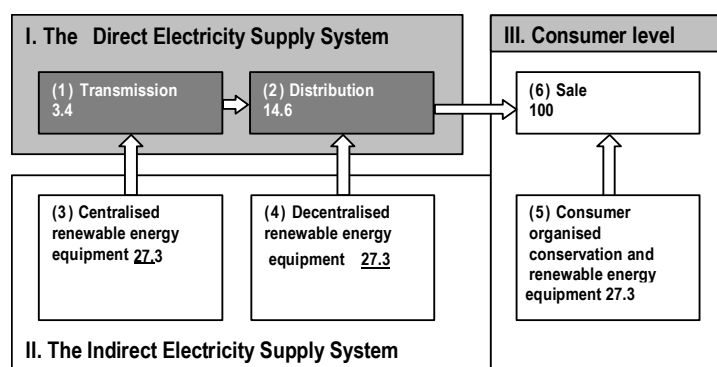 I. The Direct Electricity Supply System
III. Consumer level
(1) Transmission
3.4
(2) Distribution
14.6
(6) Sale
100
(3) Centralised
renewable energy
equipment 27.3
(4) Decentralised
renewable energy
equipment 27.3
(5) Consumer
organised
conservation and
renewable energy
equipment 27.3
II. The Indirect Electricity Supply System